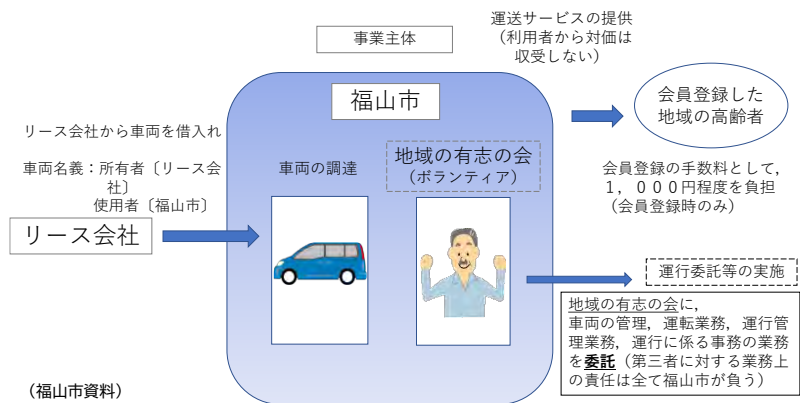 運送サービスの提供
（利用者から対価は
収受しない）
事業主体
福山市
会員登録した
地域の高齢者
リース会社から車両を借入れ
車両名義：所有者〔リース会
社〕
使用者〔福山市〕
リース会社
車両の調達
地域の有志の会
（ボランティア）
会員登録の手数料として，
１，０００円程度を負担
（会員登録時のみ）
運行委託等の実施
地域の有志の会に，
車両の管理，運転業務，運行管
理業務，運行に係る事務の業務
を委託（第三者に対する業務上
の責任は全て福山市が負う）
（福山市資料）